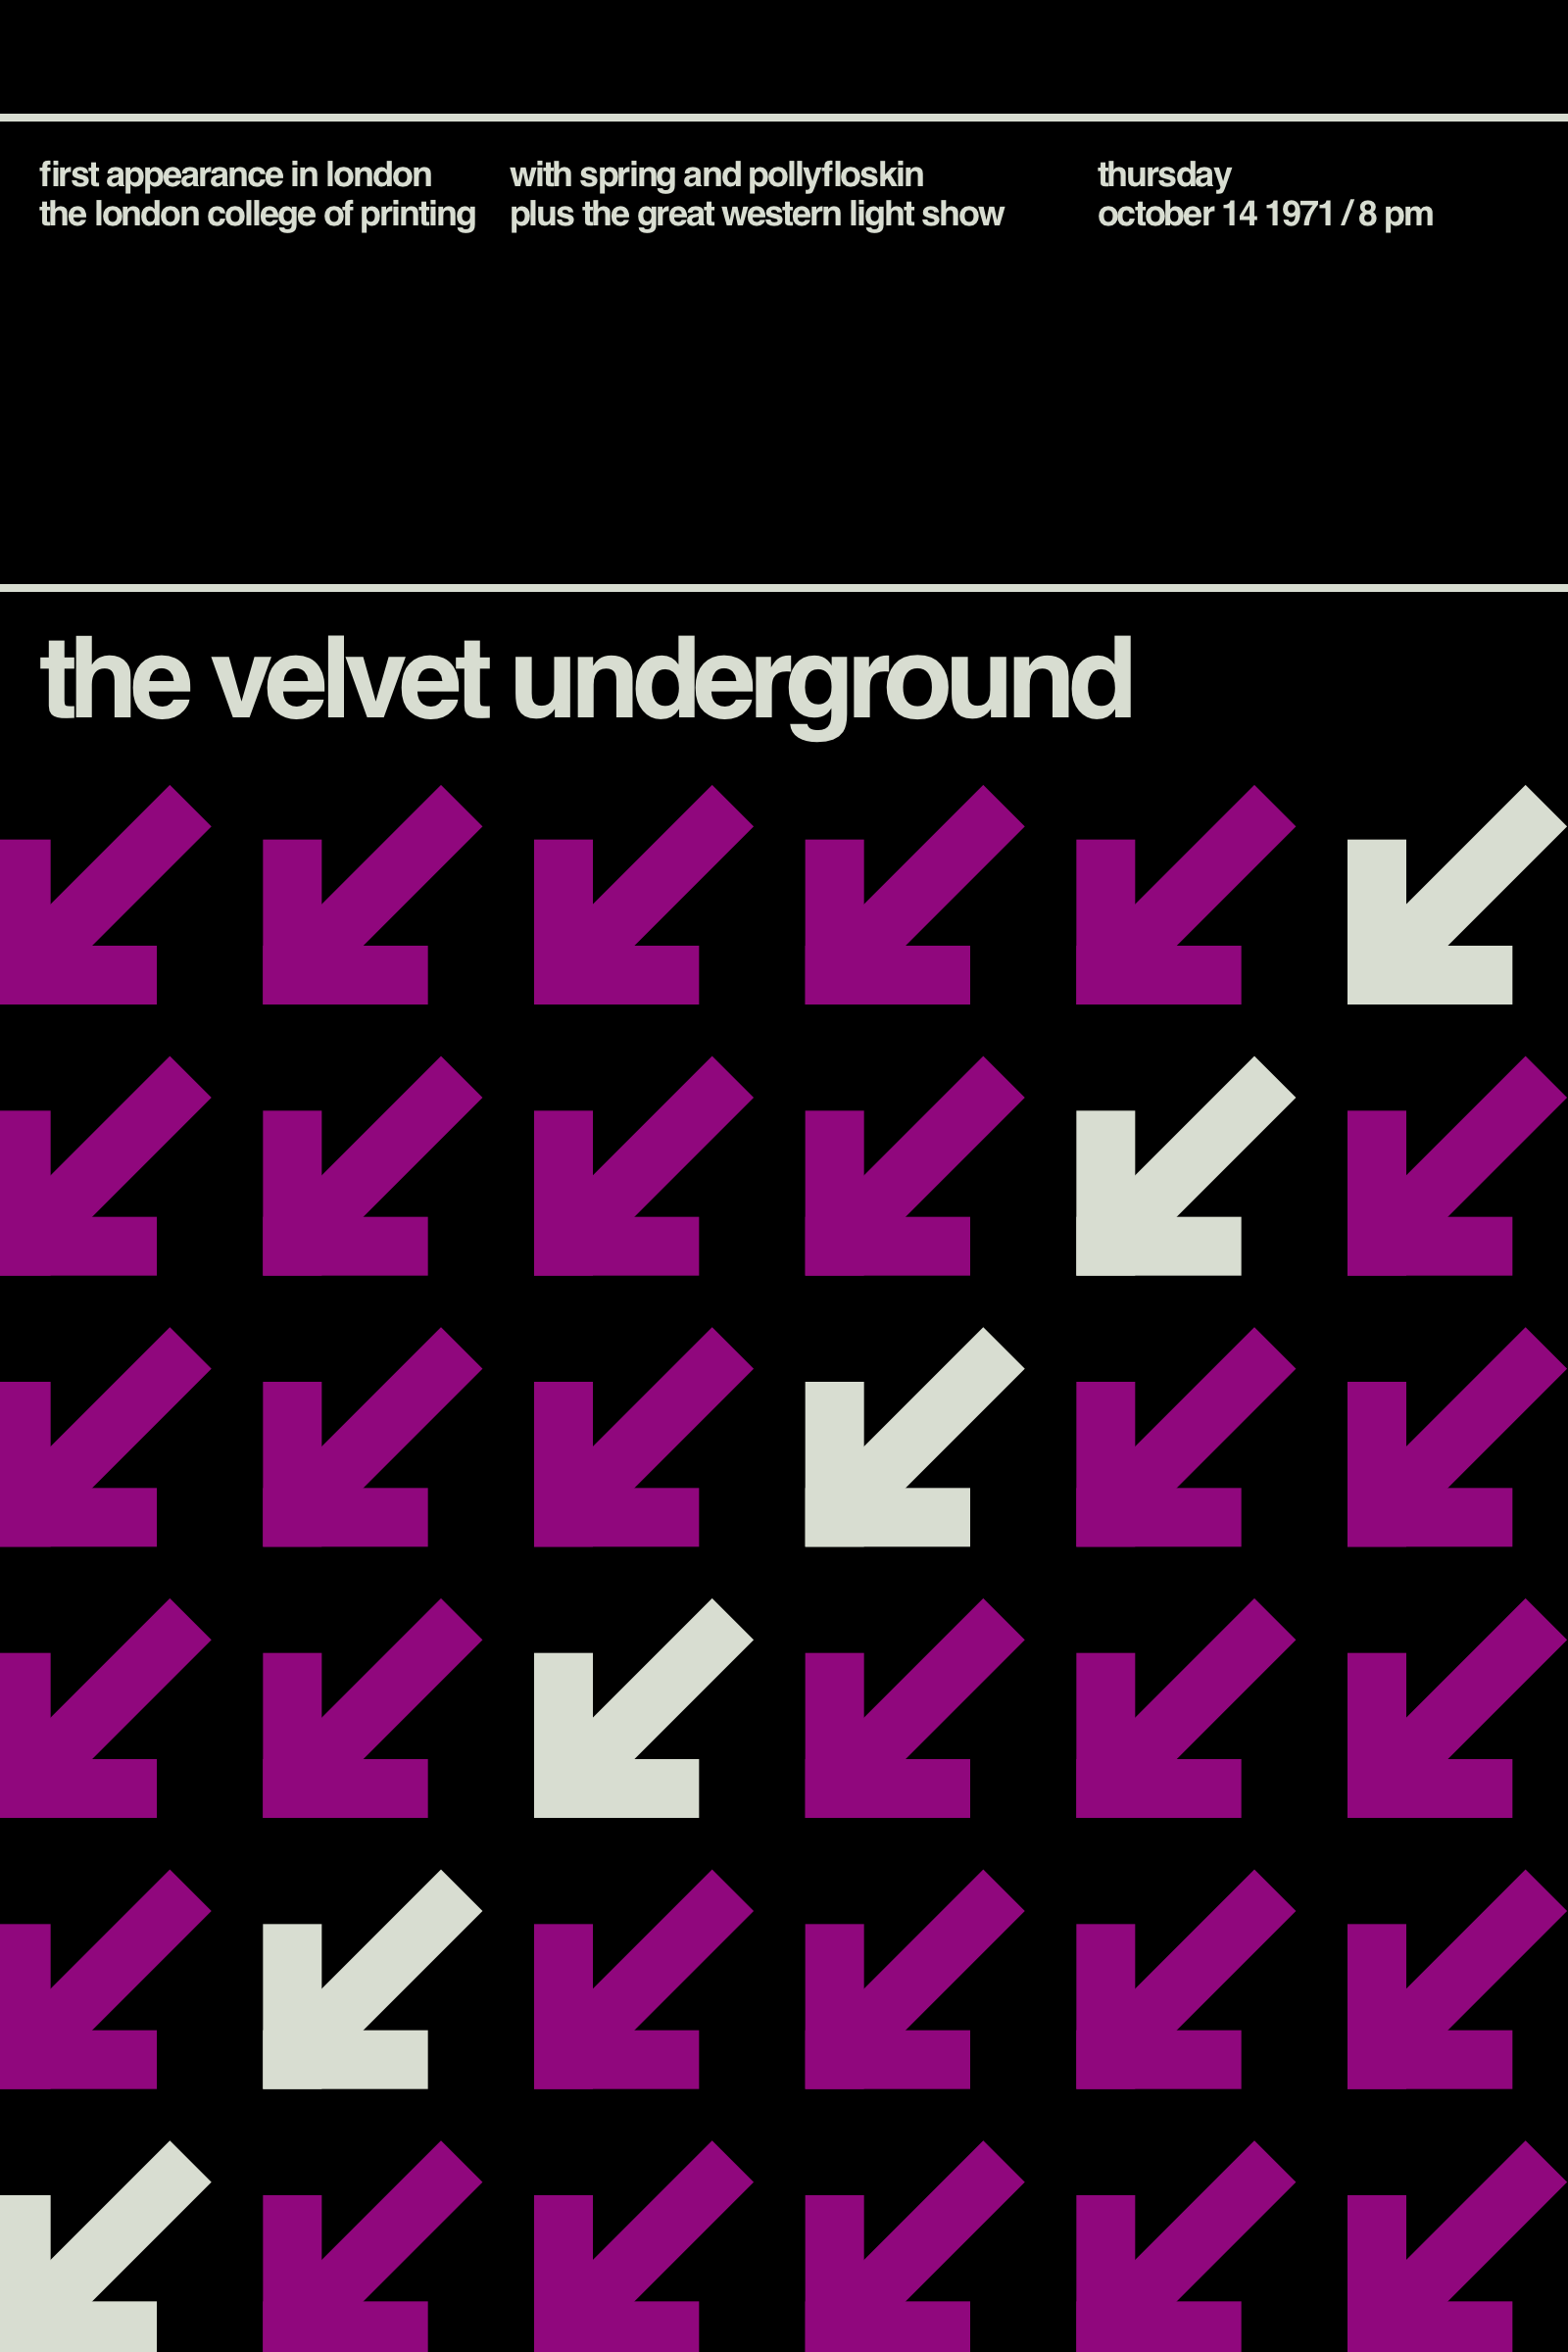 first appearance in london
the london college of printing
with spring and pollyfloskin
plus the great western light show
thursday
october 14 1971 / 8 pm
the velvet underground